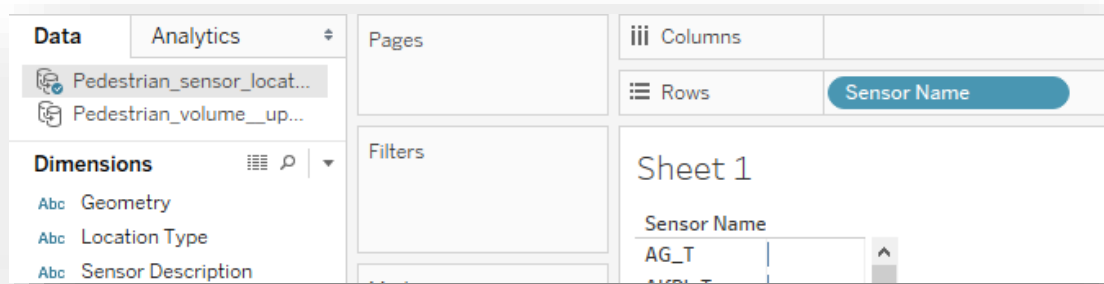 Data
Analytics
Pedestrian_sensor_locat...
Pedestrian_volume__up...
Dimensions
Abc Geometry
Abc Location Type
Abc Sensor Description
Pages
Filters
Columns
Rows
Sensor Name
Sheet 1
Sensor Name
AG_T